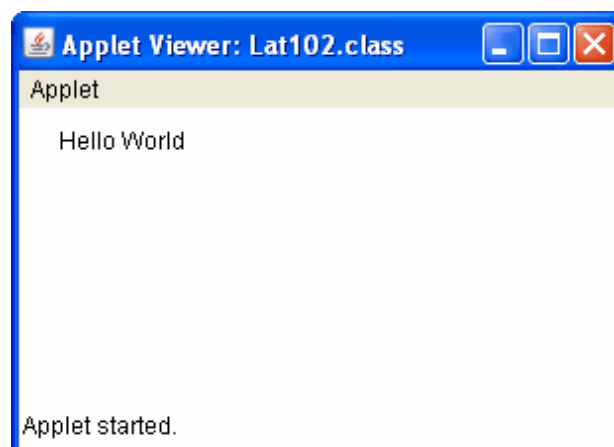 Applet Viewer: Lat102.class
Applet
Hello World
Applet started.